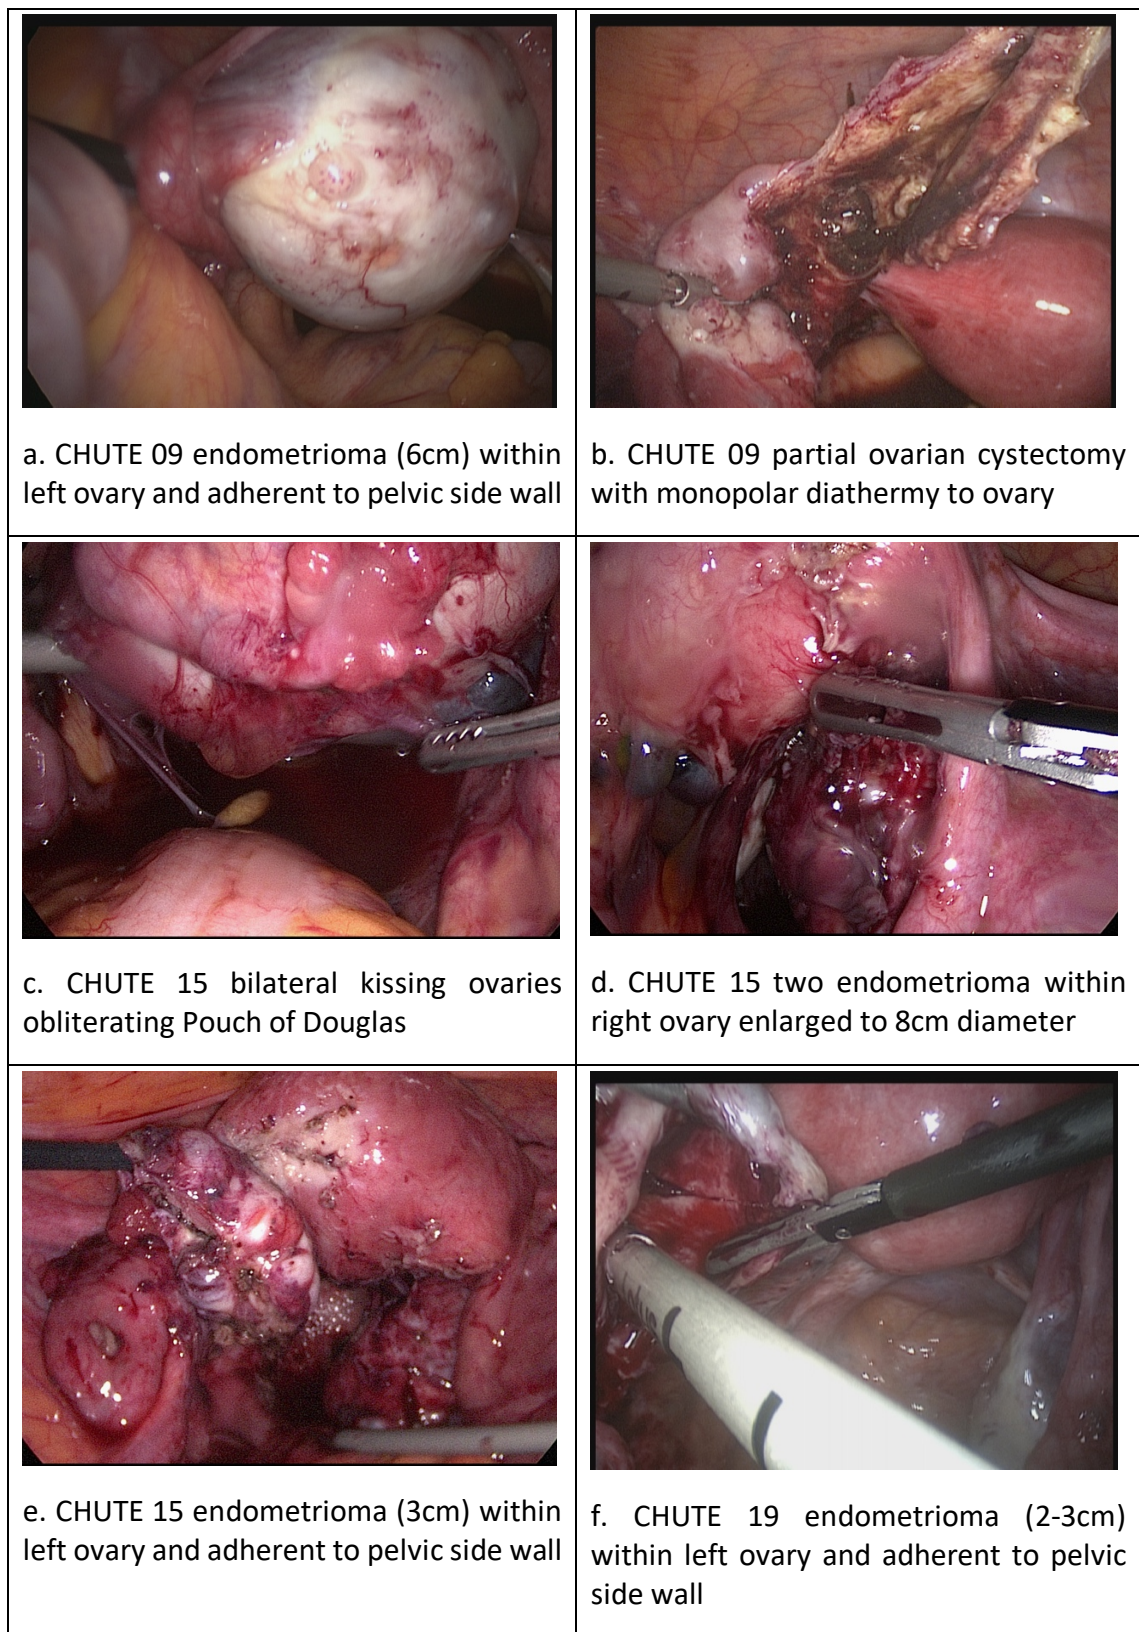 a. CHUTE 09 endometrioma (6cm) within
left ovary and adherent to pelvic side wall
b. CHUTE 09 partial ovarian cystectomy
with monopolar diathermy to ovary
c. CHUTE 15 bilateral kissing ovaries
obliterating Pouch of Douglas
d. CHUTE 15 two endometrioma within
right ovary enlarged to 8cm diameter
e. CHUTE 15 endometrioma (3cm) within
left ovary and adherent to pelvic side wall
f. CHUTE 19 endometrioma (2-3cm)
within left ovary and adherent to pelvic
side wall